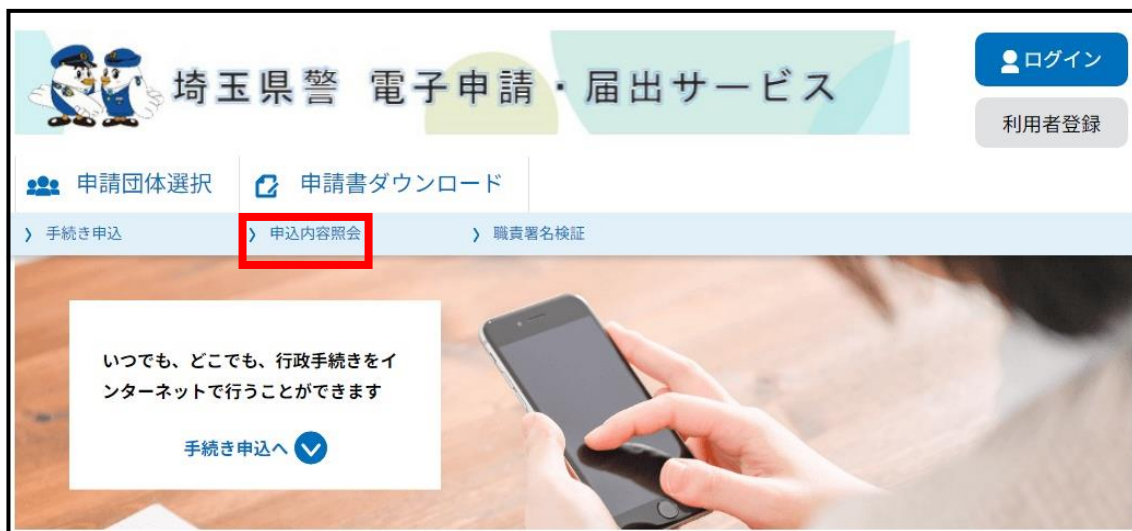 埼玉県警 電子申請・届出サービス
ログイン
利用者登録
申請団体選択
申請書ダウンロード
手続き申込
申込内容照会
職責署名検証
いつでも、どこでも、行政手続きをイ
ンターネットで行うことができます
手続き申込へ